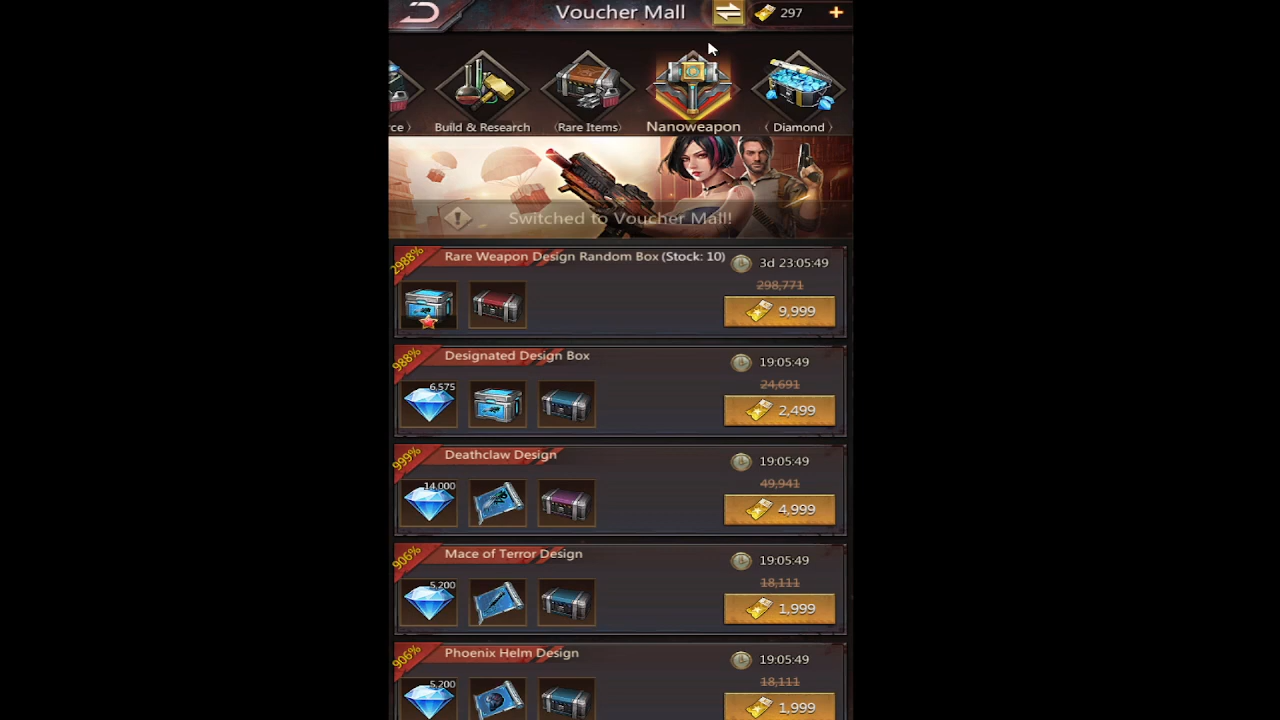 Voucher Mall
297
rce 〉
Build & Research
〈Rare Items〉
Nanoweapon
〈 Diamond 〉
Switched to Voucher Mall!
2988%
Rare Weapon Design Random Box (Stock: 10)
3d 23:05:49
298,771
9,999
988%
Designated Design Box
19:05:49
6,575
24,691
2,499
999%
Deathclaw Design
19:05:49
14,000
49,941
4,999
906%
Mace of Terror Design
19:05:49
5,200
18,111
1,999
906%
Phoenix Helm Design
19:05:49
5,200
18,111
1,999